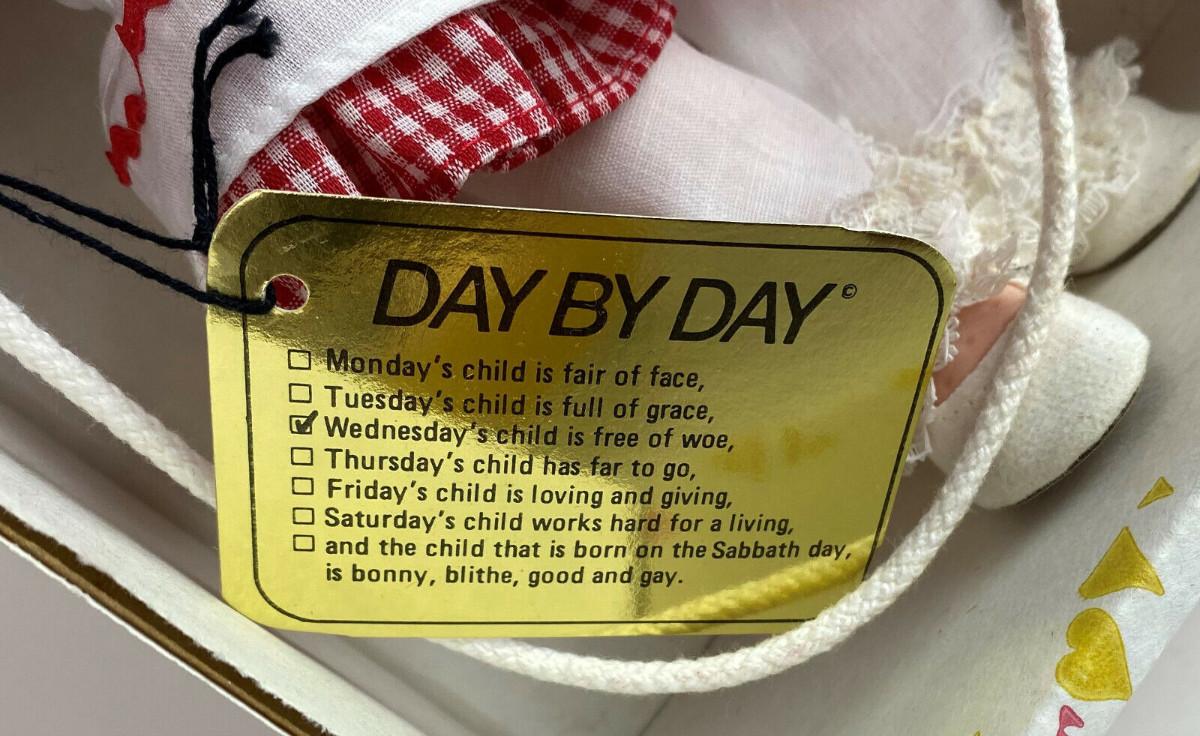 DAY BY DAY©
☐ Monday's child is fair of face,
☐ Tuesday's child is full of grace,
☑ Wednesday's child is free of woe,
☐ Thursday's child has far to go,
☐ Friday's child is loving and giving,
☐ Saturday's child works hard for a living,
☐ and the child that is born on the Sabbath day,
is bonny, blithe, good and gay.